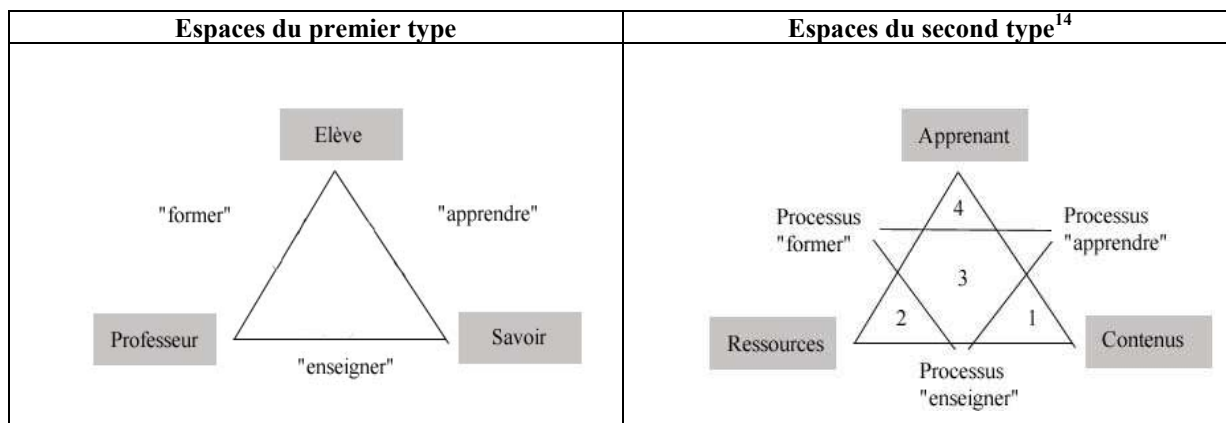 Espaces du premier type
Espaces du second type14
Elève
"former"
"apprendre"
Professeur
Savoir
"enseigner"
Apprenant
4
Processus
"former"
Processus
"apprendre"
3
2
1
Ressources
Contenus
Processus
"enseigner"